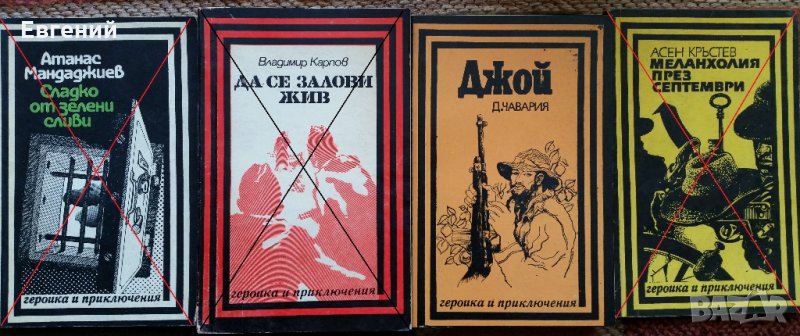 Евгений
Атанас
Мандаджиев
Сладко
от зелени
сливи
героика и приключения
Владимир Карпов
ДА СЕ ЗАЛОВИ
ЖИВ
героика и приключения
Джой
Д. ЧАВАРИЯ
героика и приключения
АСЕН КРЪСТЕВ
МЕЛАНХОЛИЯ
ПРЕЗ
СЕПТЕМВРИ
героика и приключения
BAZAR